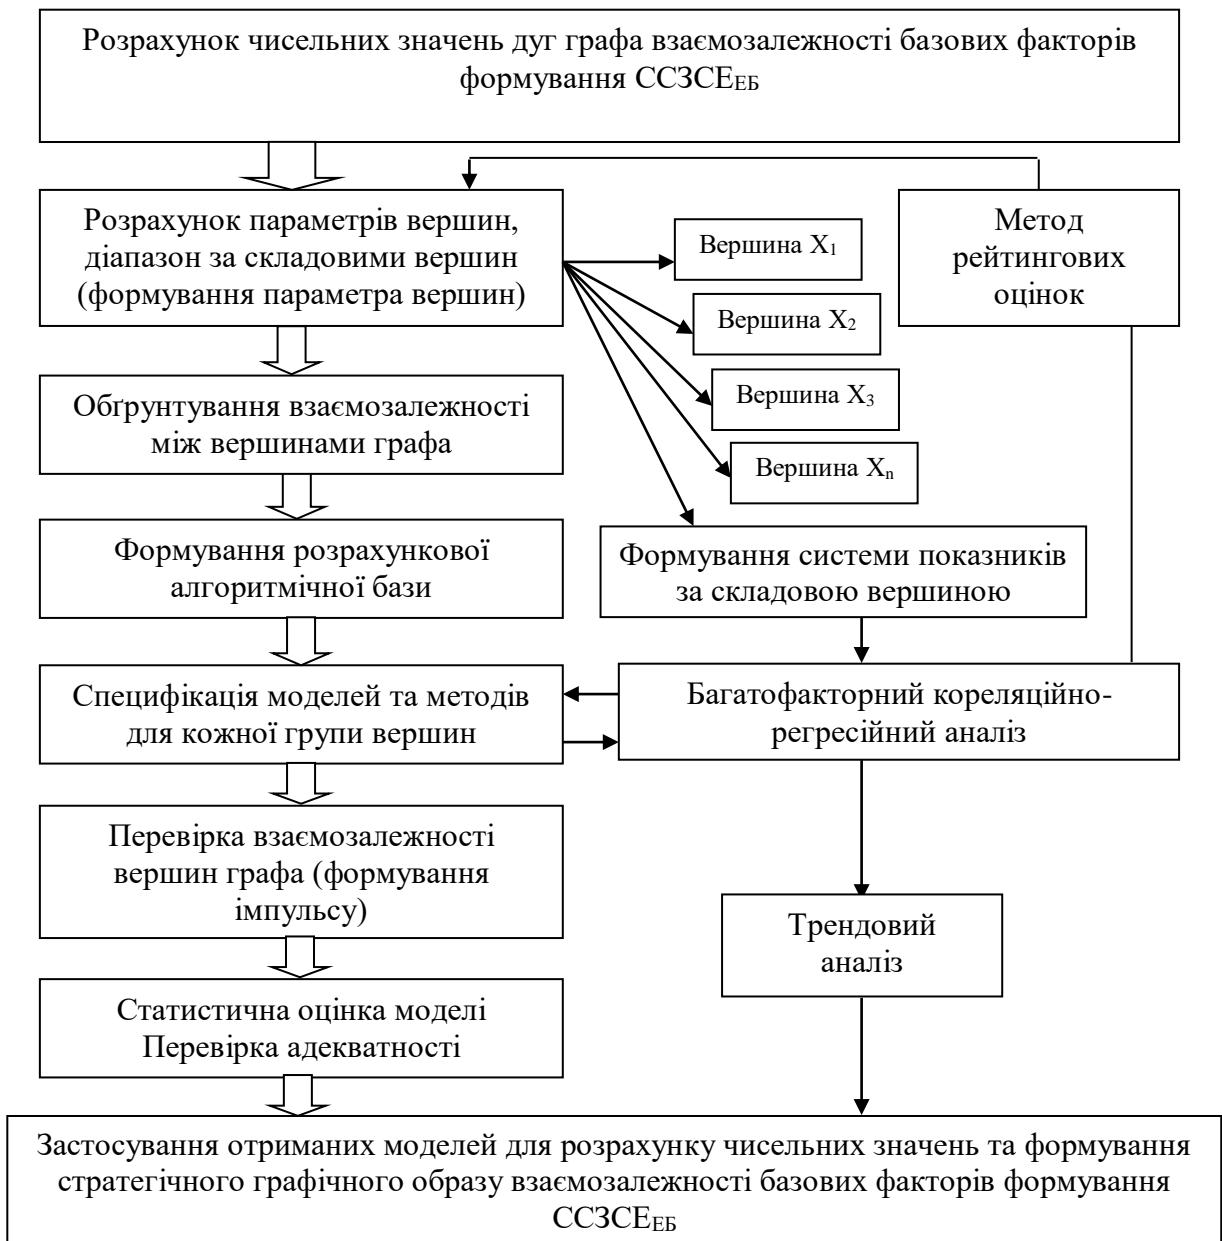 Розрахунок чисельних значень дуг графа взаємозалежності базових факторів
формування ССЗСЕЕБ
Розрахунок параметрів вершин,
діапазон за складовими вершин
(формування параметра вершин)
Вершина X1
Вершина X2
Вершина X3
Вершина Xn
Метод
рейтингових
оцінок
Обґрунтування взаємозалежності
між вершинами графа
Формування розрахункової
алгоритмічної бази
Формування системи показників
за складовою вершиною
Специфікація моделей та методів
для кожної групи вершин
Багатофакторний кореляційно-
регресійний аналіз
Перевірка взаємозалежності
вершин графа (формування
імпульсу)
Трендовий
аналіз
Статистична оцінка моделі
Перевірка адекватності
Застосування отриманих моделей для розрахунку чисельних значень та формування
стратегічного графічного образу взаємозалежності базових факторів формування
ССЗСЕЕБ